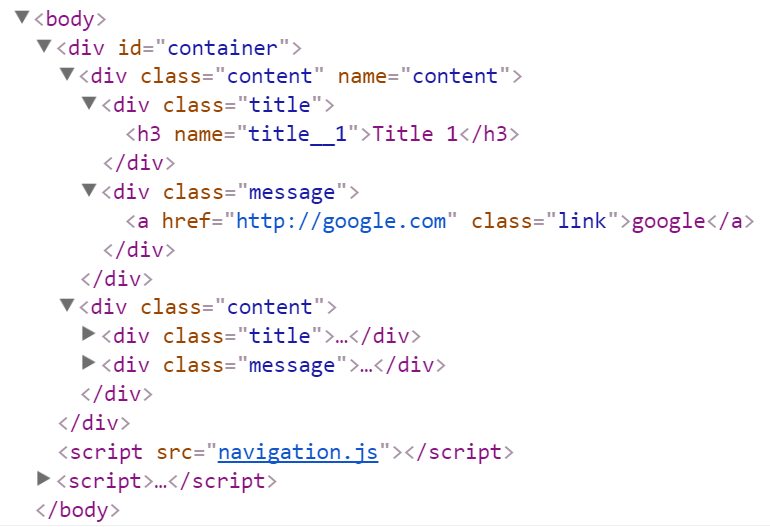 <body>
<div id="container">
<div class="content" name="content">
<div class="title">
<h3 name="title__1">Title 1</h3>
</div>
<div class="message">
<a href="http://google.com" class="link">google</a>
</div>
</div>
<div class="content">
<div class="title">…</div>
<div class="message">…</div>
</div>
</div>
<script src="navigation.js"></script>
<script>…</script>
</body>